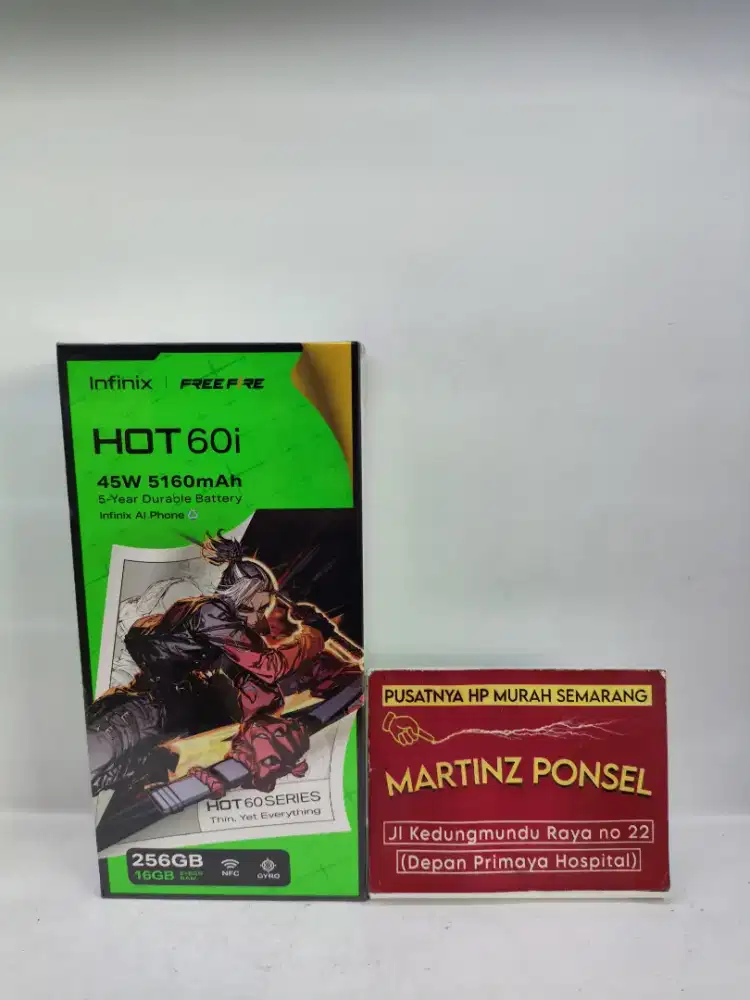 Infinix | FREE FIRE
HOT 60i
45W 5160mAh
5-Year Durable Battery
Infinix AI Phone
HOT 60 SERIES
Thin, Yet Everything
256GB
16GB
RAM
NFC
GYRO
PUSATNYA HP MURAH SEMARANG
MARTINZ PONSEL
Jl Kedungmundu Raya no 22
(Depan Primaya Hospital)